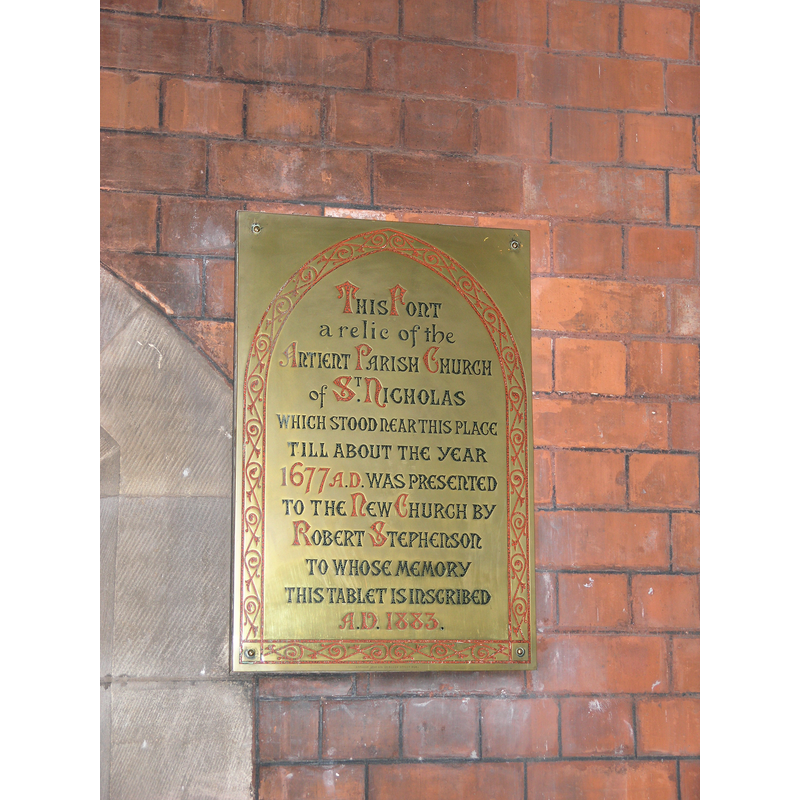 This Font
a relic of the
Antient Parish Church
of St. Nicholas
which stood near this place
till about the year
1677 A.D. was presented
to the New Church by
Robert Stephenson
to whose memory
this tablet is inscribed
A.D. 1883.